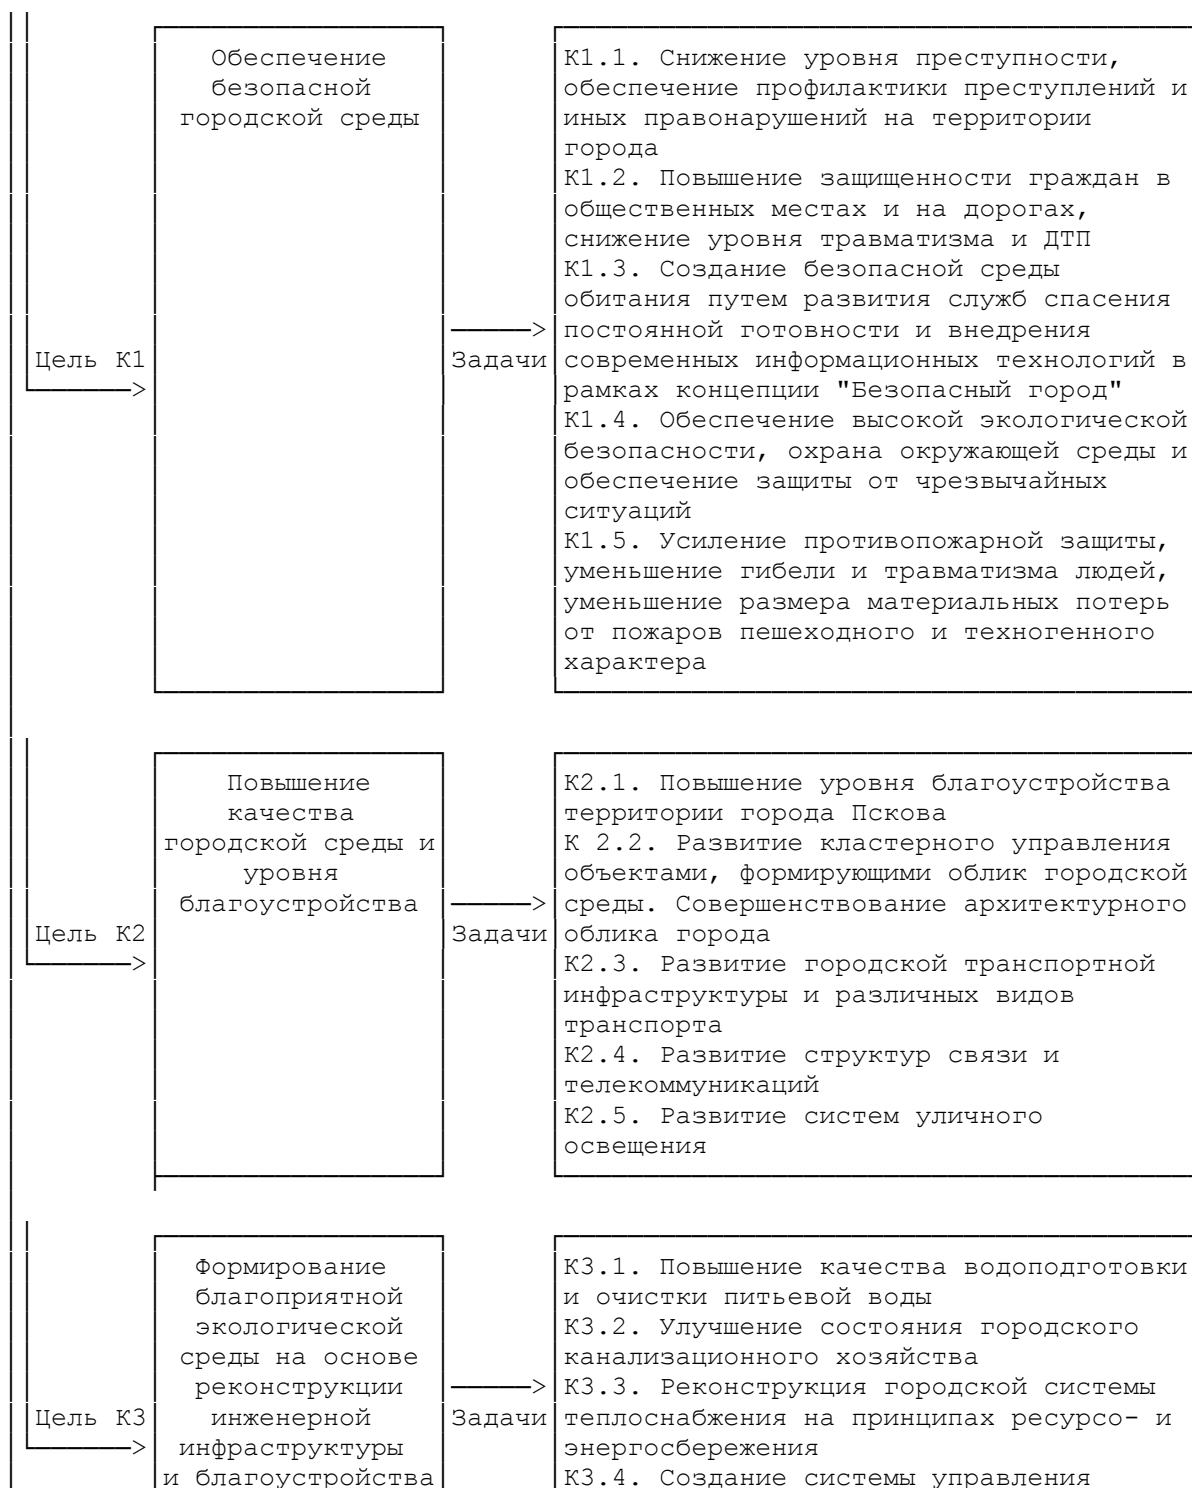 Обеспечение
безопасной
городской среды
Цель К1
Задачи
К1.1. Снижение уровня преступности,
обеспечение профилактики преступлений и
иных правонарушений на территории
города
К1.2. Повышение защищенности граждан в
общественных местах и на дорогах,
снижение уровня травматизма и ДТП
К1.3. Создание безопасной среды
обитания путем развития служб спасения
постоянной готовности и внедрения
современных информационных технологий в
рамках концепции "Безопасный город"
К1.4. Обеспечение высокой экологической
безопасности, охрана окружающей среды и
обеспечение защиты от чрезвычайных
ситуаций
К1.5. Усиление противопожарной защиты,
уменьшение гибели и травматизма людей,
уменьшение размера материальных потерь
от пожаров пешеходного и техногенного
характера
Повышение
качества
городской среды и
уровня
благоустройства
Цель К2
Задачи
К2.1. Повышение уровня благоустройства
территории города Пскова
К 2.2. Развитие кластерного управления
объектами, формирующими облик городской
среды. Совершенствование архитектурного
облика города
К2.3. Развитие городской транспортной
инфраструктуры и различных видов
транспорта
К2.4. Развитие структур связи и
телекоммуникаций
К2.5. Развитие систем уличного
освещения
Формирование
благоприятной
экологической
среды на основе
реконструкции
инженерной
инфраструктуры
и благоустройства
Цель К3
Задачи
К3.1. Повышение качества водоподготовки
и очистки питьевой воды
К3.2. Улучшение состояния городского
канализационного хозяйства
К3.3. Реконструкция городской системы
теплоснабжения на принципах ресурсо- и
энергосбережения
К3.4. Создание системы управления